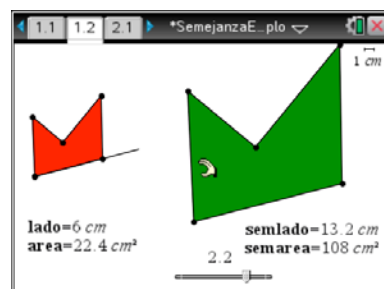 1.1 1.2 2.1 *SemejanzaE…plo
1 cm
lado=6 cm
area=22.4 cm²
semlado=13.2 cm
semarea=108 cm²
2.2